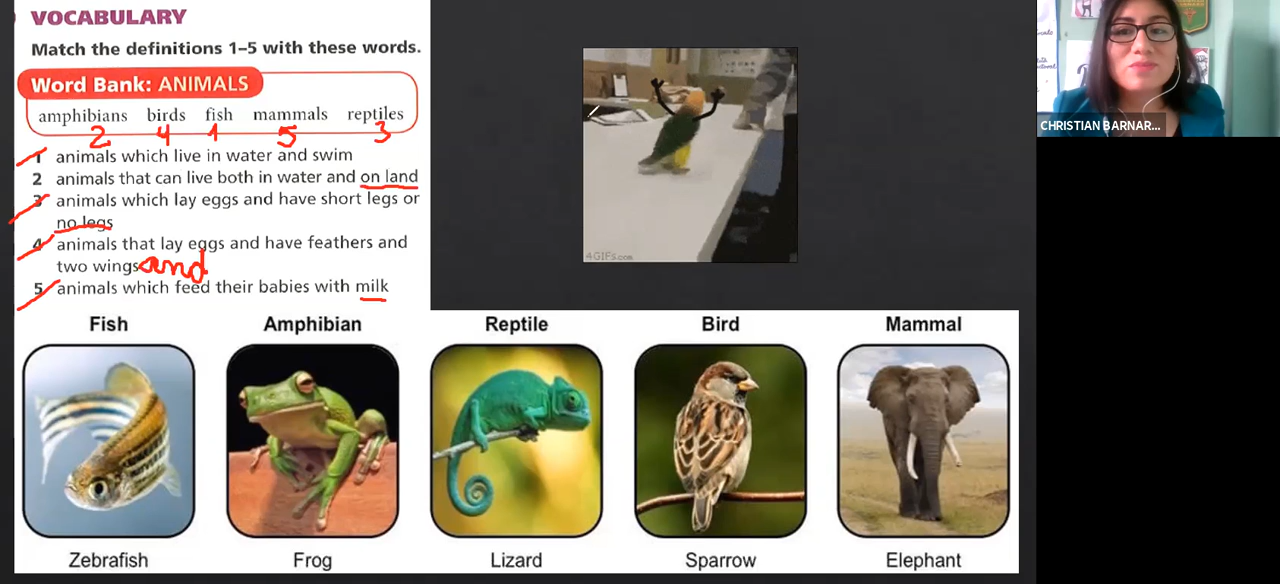 VOCABULARY
Match the definitions 1–5 with these words.
Word Bank: ANIMALS
amphibians birds fish mammals reptiles
2 4 1 5 3
1 animals which live in water and swim
2 animals that can live both in water and on land
3 animals which lay eggs and have short legs or
no legs
4 animals that lay eggs and have feathers and
two wings and
5 animals which feed their babies with milk
4GIFs.com
CHRISTIAN BARNAR...
Fish Amphibian Reptile Bird Mammal
Zebrafish Frog Lizard Sparrow Elephant